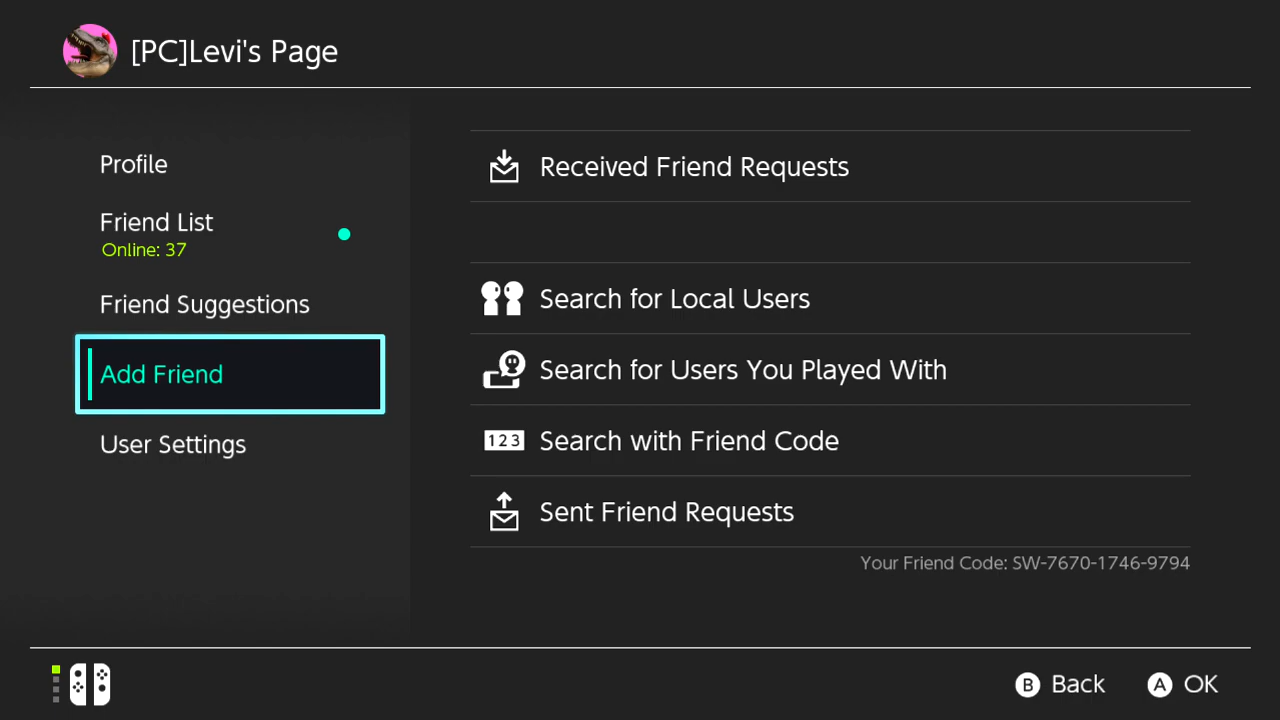 [PC]Levi's Page
Profile
Friend List
Online: 37
Friend Suggestions
Add Friend
User Settings
Received Friend Requests
Search for Local Users
Search for Users You Played With
123 Search with Friend Code
Sent Friend Requests
Your Friend Code: SW-7670-1746-9794
B Back
A OK